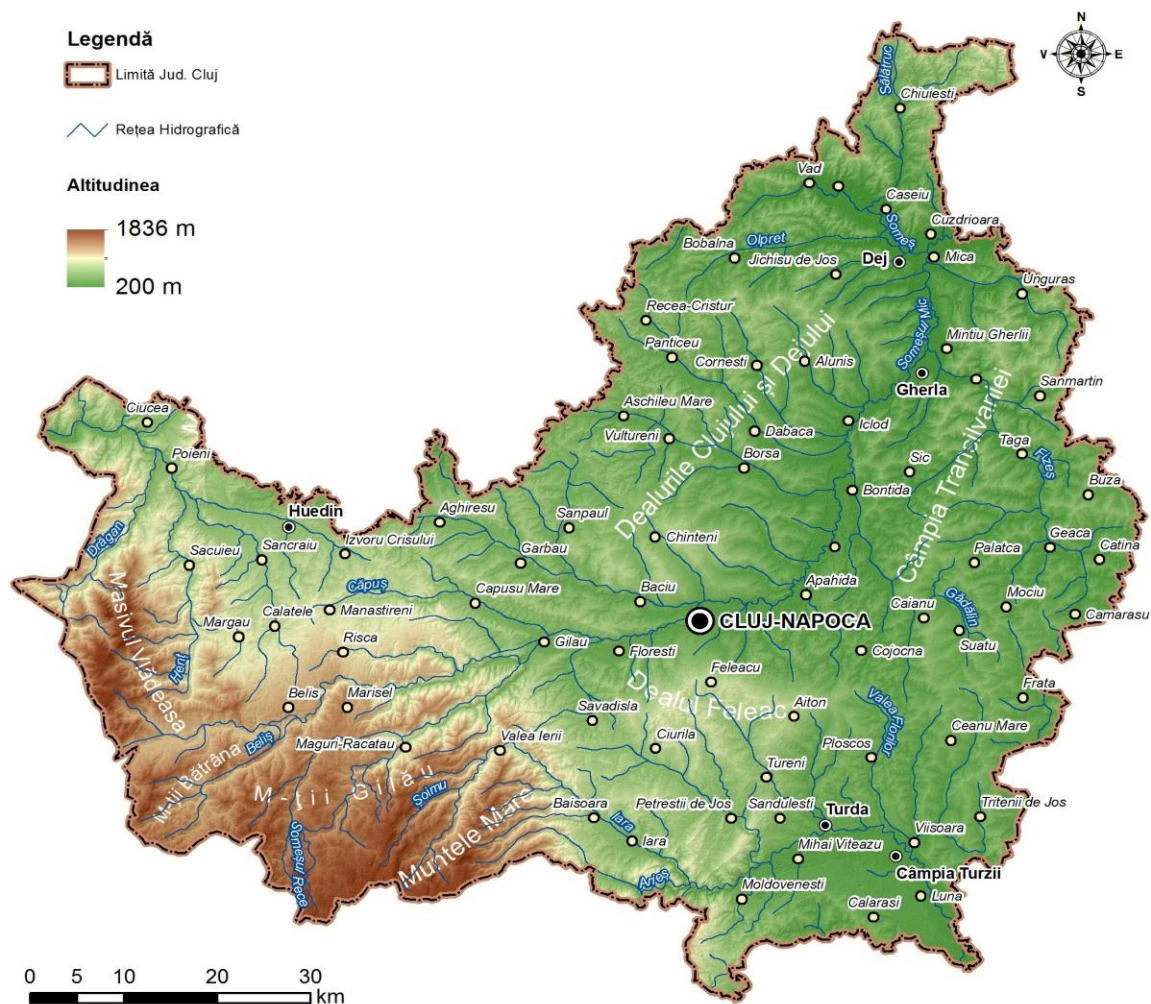 Legendă
Limită Jud. Cluj
Rețea Hidrografică
Altitudinea
1836 m
200 m
N
V
E
S
Sălătruc
Chiuiesti
Vad
Caseiu
Someș
Cuzdrioara
Olpret
Bobalna
Jichisu de Jos
Dej
Mica
Unguras
Recea-Cristur
Someșul Mic
Panticeu
Cornesti
Alunis
Mintiu Gherlii
Gherla
Sanmartin
Dealurile Clujului și Dejului
Câmpia Transilvaniei
Ciucea
Aschileu Mare
Vultureni
Dabaca
Iclod
Poieni
Borsa
Sic
Taga
Fizeș
Bontida
Buza
Huedin
Aghiresu
Sanpaul
Chinteni
Drăgan
Sacuieu
Sancraiu
Izvoru Crisului
Garbau
Palatca
Geaca
Catina
Căpuș
Capusu Mare
Baciu
Apahida
Masivul Vlădeasa
Calatele
Manastireni
Margau
Caianu
Gădălin
Mociu
Camarasu
CLUJ-NAPOCA
Risca
Gilau
Floresti
Cojocna
Suatu
Henț
Feleacu
Dealul Feleac
Belis
Marisel
Savadisla
Aiton
Valea Florilor
Frata
Beliș
Maguri-Racatau
Valea Ierii
Ciurila
Ploscos
Ceanu Mare
M-ții Bătrâna
M-ții Gilău
Șoimu
Tureni
Muntele Mare
Baisoara
Iara
Petrestii de Jos
Sandulesti
Turda
Tritenii de Jos
Someșul Rece
Iara
Mihai Viteazu
Viisoara
Arieș
Moldovenesti
Câmpia Turzii
Calarasi
Luna
0 5 10 20 30
km